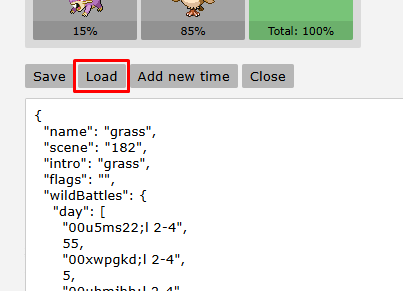 15%
85%
Total: 100%
Save
Load
Add new time
Close
{
"name": "grass",
"scene": "182",
"intro": "grass",
"flags": "",
"wildBattles": {
"day": [
"00u5ms22;l 2-4",
55,
"00xwpgkd;l 2-4",
5,